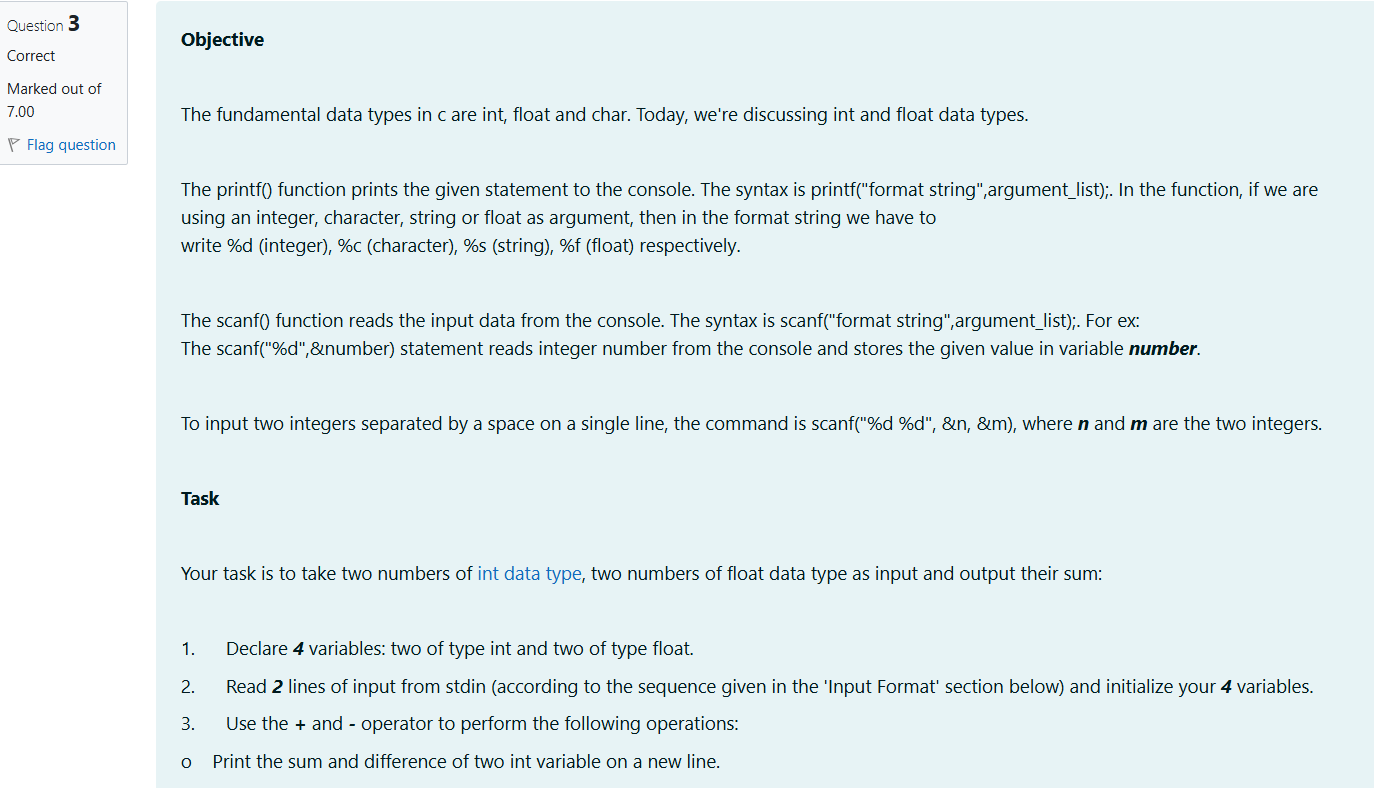 Question 3
Correct
Marked out of
7.00
Flag question
Objective
The fundamental data types in c are int, float and char. Today, we're discussing int and float data types.
The printf() function prints the given statement to the console. The syntax is printf("format string",argument_list);. In the function, if we are
using an integer, character, string or float as argument, then in the format string we have to
write %d (integer), %c (character), %s (string), %f (float) respectively.
The scanf() function reads the input data from the console. The syntax is scanf("format string",argument_list);. For ex:
The scanf("%d",&number) statement reads integer number from the console and stores the given value in variable number.
To input two integers separated by a space on a single line, the command is scanf("%d %d", &n, &m), where n and m are the two integers.
Task
Your task is to take two numbers of int data type, two numbers of float data type as input and output their sum:
1. Declare 4 variables: two of type int and two of type float.
2. Read 2 lines of input from stdin (according to the sequence given in the 'Input Format' section below) and initialize your 4 variables.
3. Use the + and - operator to perform the following operations:
o Print the sum and difference of two int variable on a new line.